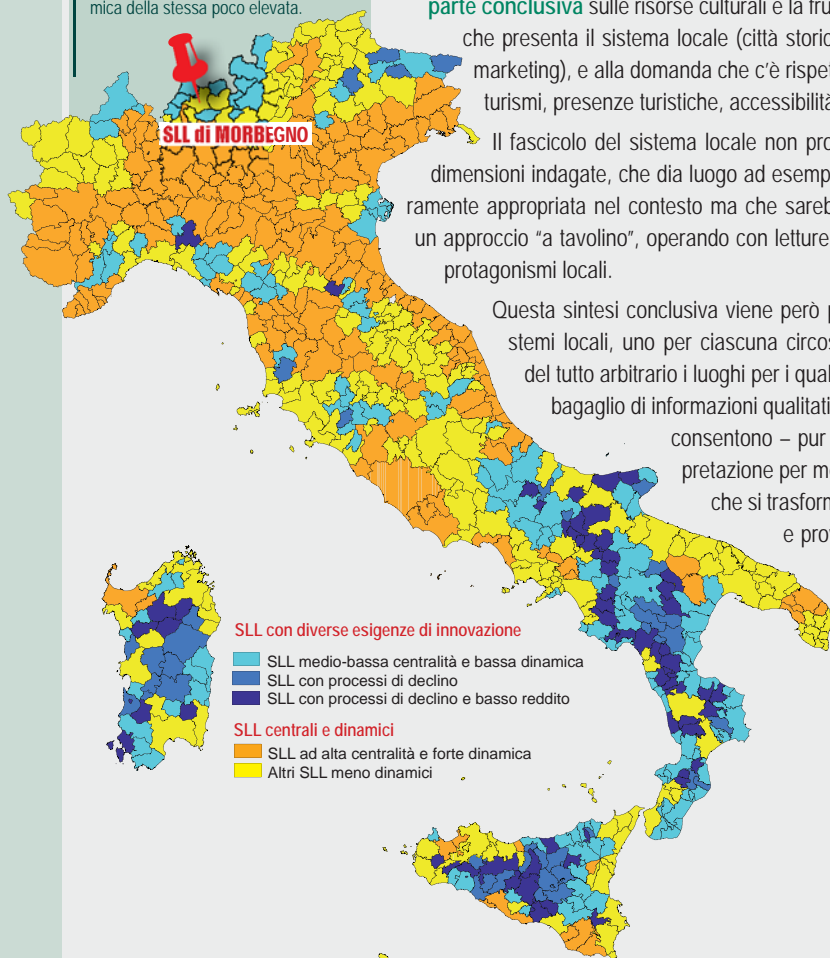 mica della stessa poco elevata.
parte conclusiva sulle risorse culturali e la fru
che presenta il sistema locale (città storic
marketing), e alla domanda che c'è rispet
turismi, presenze turistiche, accessibilità
Il fascicolo del sistema locale non pro
dimensioni indagate, che dia luogo ad esemp
ramente appropriata nel contesto ma che sareb
un approccio "a tavolino", operando con letture
protagonismi locali.
Questa sintesi conclusiva viene però p
stemi locali, uno per ciascuna circos
del tutto arbitrario i luoghi per i qual
bagaglio di informazioni qualitati
consentono – pur
pretazione per me
che si trasform
e prot
SLL di MORBEGNO
SLL con diverse esigenze di innovazione
SLL medio-bassa centralità e bassa dinamica
SLL con processi di declino
SLL con processi di declino e basso reddito
SLL centrali e dinamici
SLL ad alta centralità e forte dinamica
Altri SLL meno dinamici